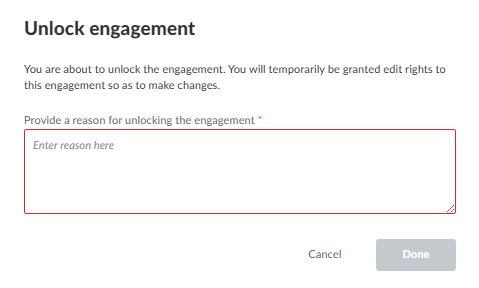 Unlock engagement
You are about to unlock the engagement. You will temporarily be granted edit rights to
this engagement so as to make changes.
Provide a reason for unlocking the engagement *
Enter reason here
Cancel
Done